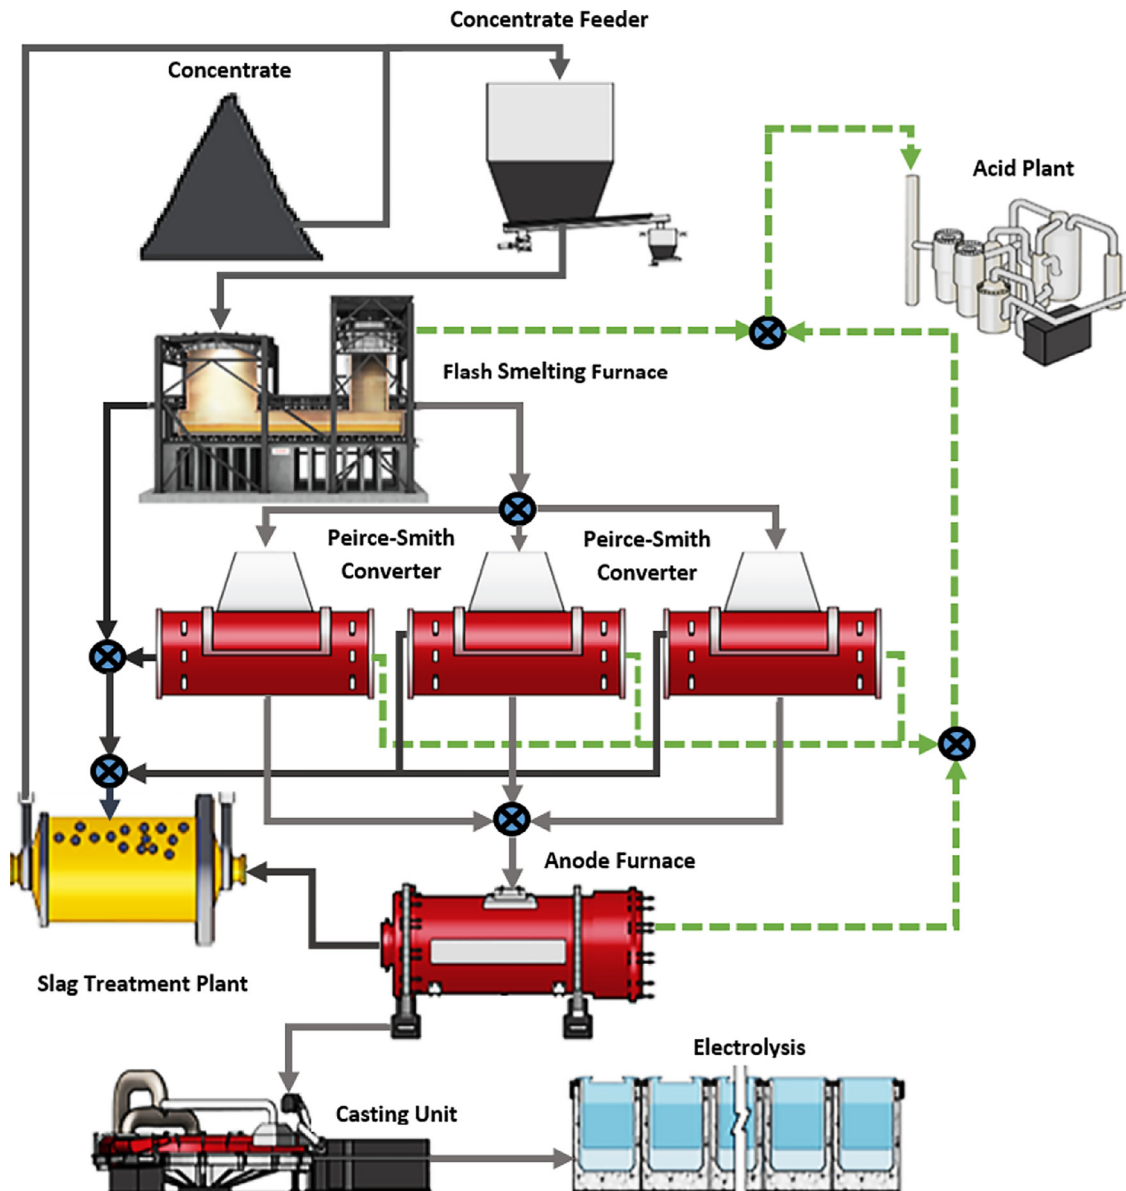 Concentrate Feeder
Concentrate
Acid Plant
Flash Smelting Furnace
Peirce-Smith
Converter
Peirce-Smith
Converter
Anode Furnace
Slag Treatment Plant
Electrolysis
Casting Unit